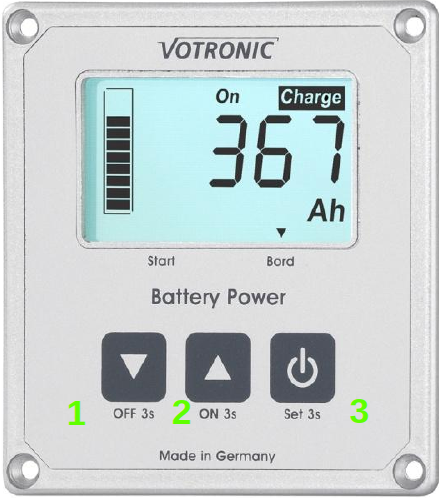 VOTRONIC
On Charge
367
Ah
Start Bord
Battery Power
1 OFF 3s 2 ON 3s Set 3s 3
Made in Germany